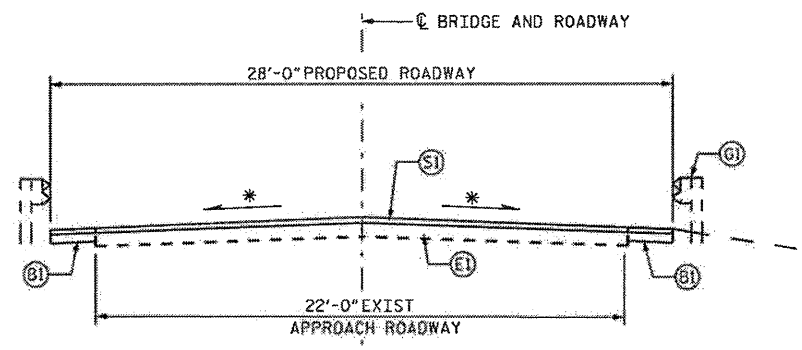 ℄ BRIDGE AND ROADWAY
28'-0" PROPOSED ROADWAY
G1
S1
*
*
B1
E1
B1
22'-0" EXIST
APPROACH ROADWAY